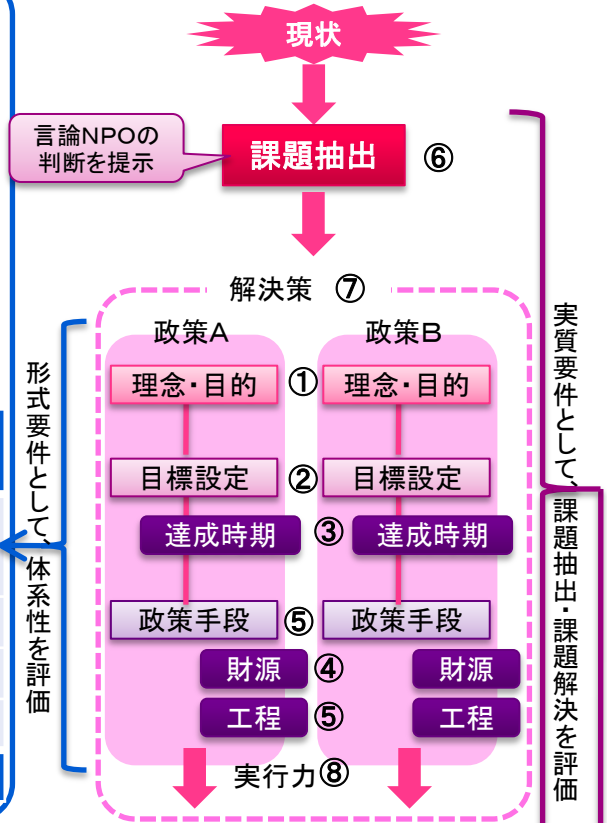 現状
言論NPOの
判断を提示
課題抽出 ⑥
解決策 ⑦
政策A 政策B
理念・目的 ① 理念・目的
目標設定 ② 目標設定
達成時期 ③ 達成時期
政策手段 ⑤ 政策手段
財源 ④ 財源
工程 ⑤ 工程
実行力⑧
形式要件として、体系性を評価
実質要件として、課題抽出・課題解決を評価